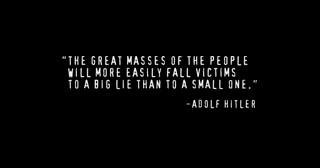 "THE GREAT MASSES OF THE PEOPLE
WILL MORE EASILY FALL VICTIMS
TO A BIG LIE THAN TO A SMALL ONE."
-ADOLF HITLER